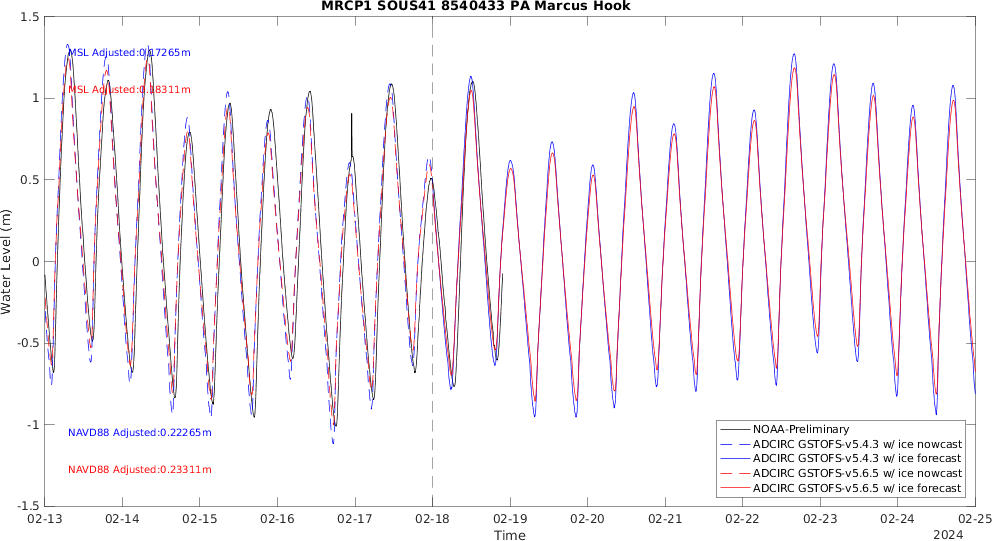 MRCP1 SOUS41 8540433 PA Marcus Hook
1.5
1
0.5
0
-0.5
-1
-1.5
Water Level (m)
MSL Adjusted:0.17265m
MSL Adjusted:0.18311m
NAVD88 Adjusted:0.22265m
NAVD88 Adjusted:0.23311m
NOAA-Preliminary
ADCIRC GSTOFS-v5.4.3 w/ ice nowcast
ADCIRC GSTOFS-v5.4.3 w/ ice forecast
ADCIRC GSTOFS-v5.6.5 w/ ice nowcast
ADCIRC GSTOFS-v5.6.5 w/ ice forecast
02-13 02-14 02-15 02-16 02-17 02-18 02-19 02-20 02-21 02-22 02-23 02-24 02-25
Time
2024